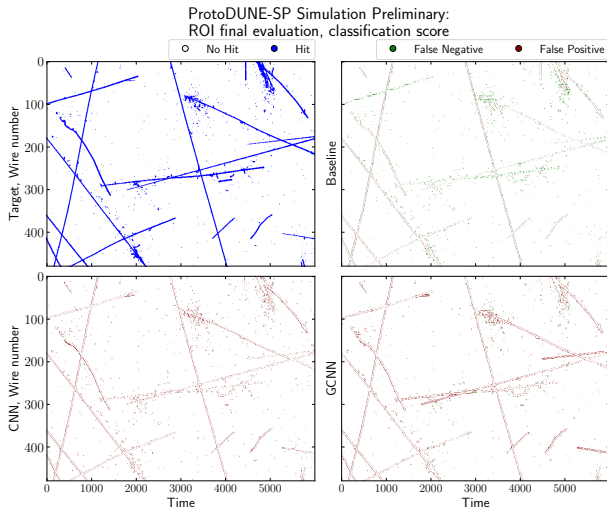 ProtoDUNE-SP Simulation Preliminary:
ROI final evaluation, classification score
No Hit Hit
False Negative False Positive
0
100
200
300
400
Target, Wire number
Baseline
0
100
200
300
400
CNN, Wire number
GCNN
0 1000 2000 3000 4000 5000
Time
0 1000 2000 3000 4000 5000
Time